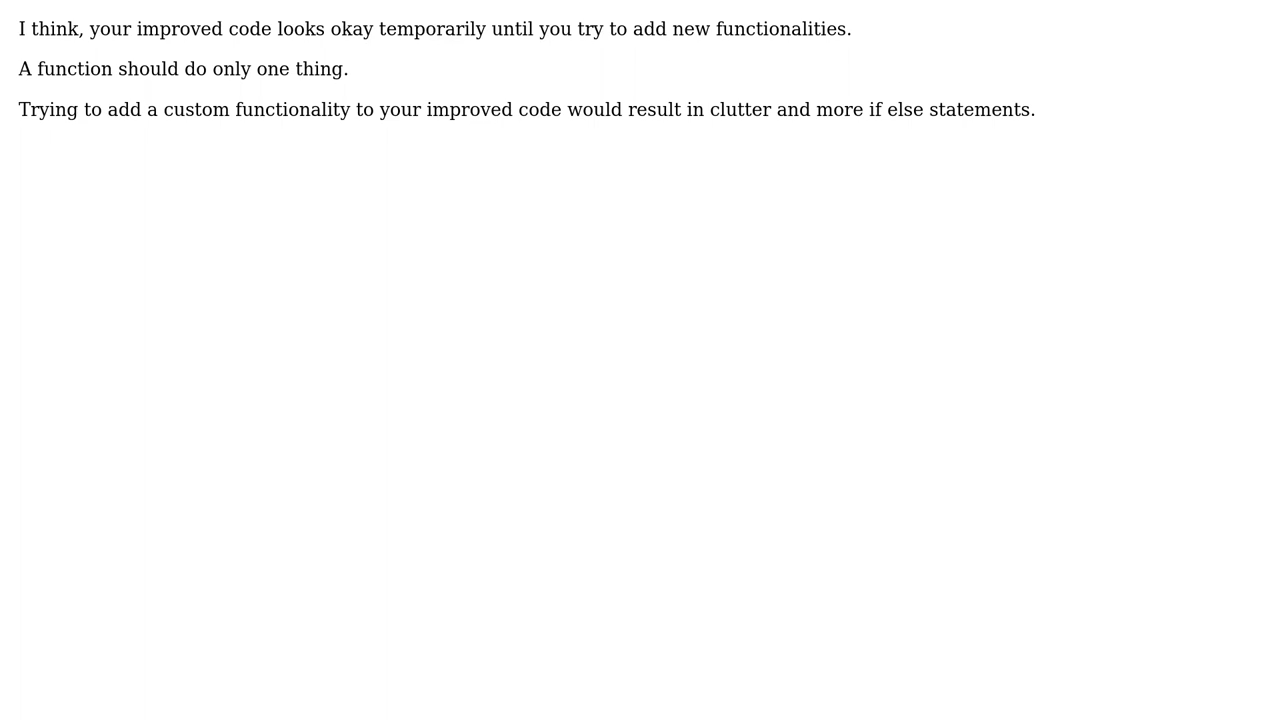 I think, your improved code looks okay temporarily until you try to add new functionalities.
A function should do only one thing.
Trying to add a custom functionality to your improved code would result in clutter and more if else statements.